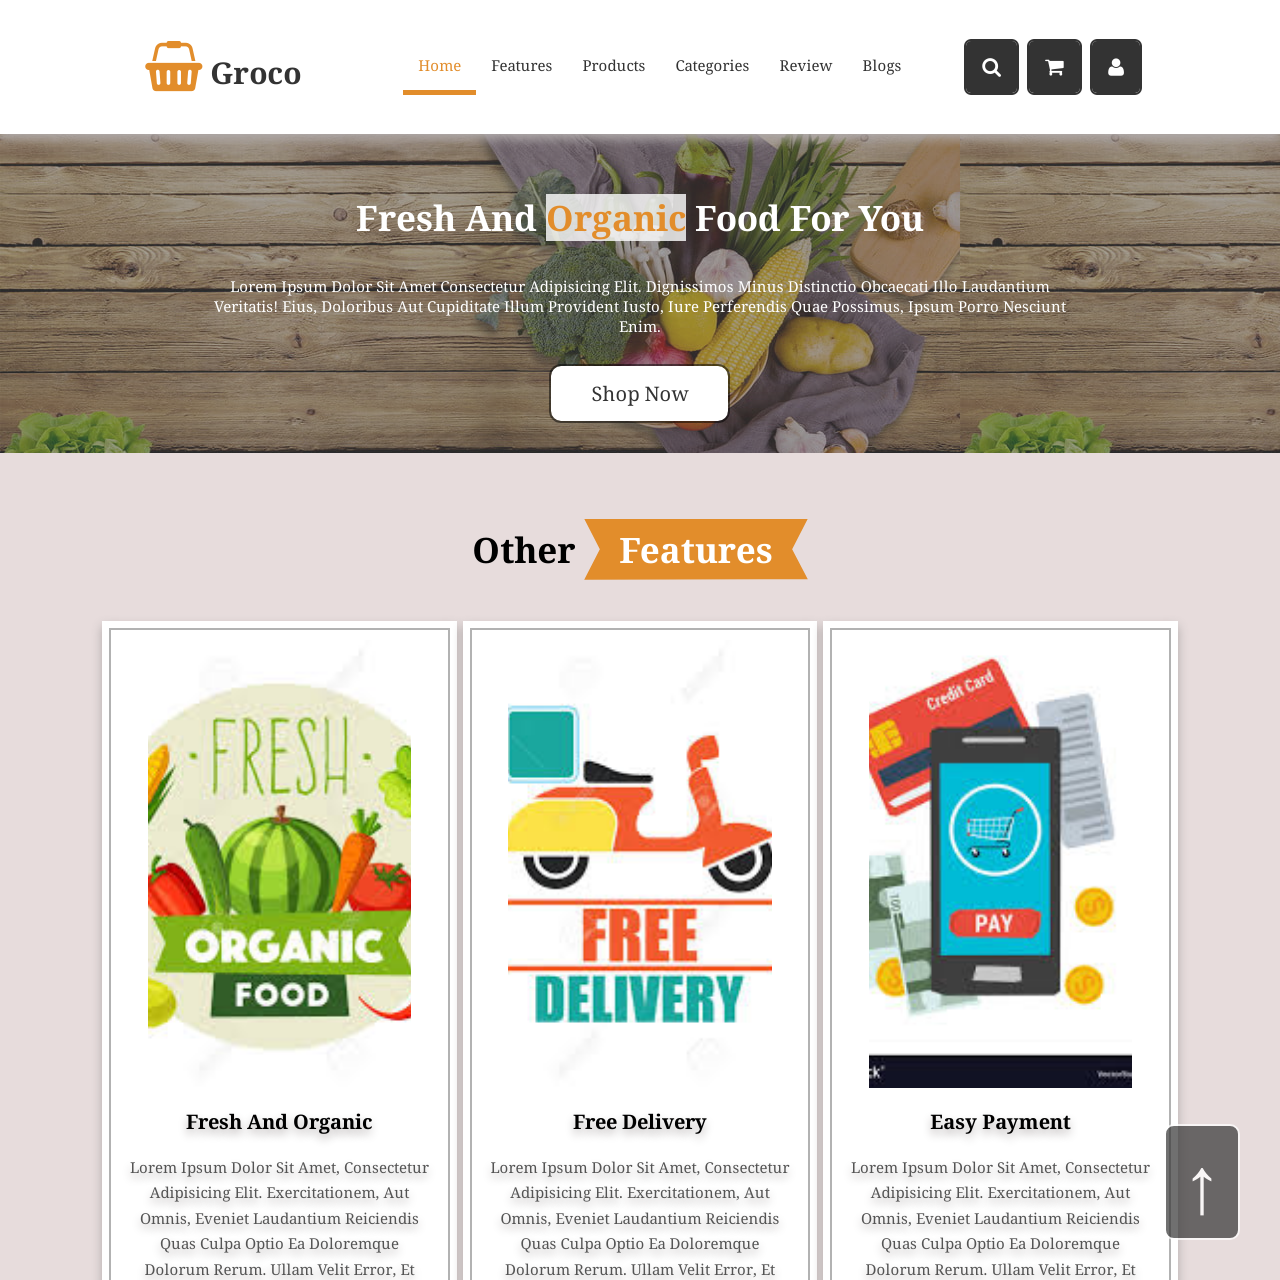 Groco
Home Features Products Categories Review Blogs
Fresh And Organic Food For You
Lorem Ipsum Dolor Sit Amet Consectetur Adipisicing Elit. Dignissimos Minus Distinctio Obcaecati Illo Laudantium
Veritatis! Eius, Doloribus Aut Cupiditate Illum Provident Iusto, Iure Perferendis Quae Possimus, Ipsum Porro Nesciunt
Enim.
Shop Now
Other Features
FRESH
ORGANIC
FOOD
FREE
DELIVERY
Credit Card
PAY
Fresh And Organic
Lorem Ipsum Dolor Sit Amet, Consectetur
Adipisicing Elit. Exercitationem, Aut
Omnis, Eveniet Laudantium Reiciendis
Quas Culpa Optio Ea Doloremque
Dolorum Rerum. Ullam Velit Error, Et
Free Delivery
Lorem Ipsum Dolor Sit Amet, Consectetur
Adipisicing Elit. Exercitationem, Aut
Omnis, Eveniet Laudantium Reiciendis
Quas Culpa Optio Ea Doloremque
Dolorum Rerum. Ullam Velit Error, Et
Easy Payment
Lorem Ipsum Dolor Sit Amet, Consectetur
Adipisicing Elit. Exercitationem, Aut
Omnis, Eveniet Laudantium Reiciendis
Quas Culpa Optio Ea Doloremque
Dolorum Rerum. Ullam Velit Error, Et